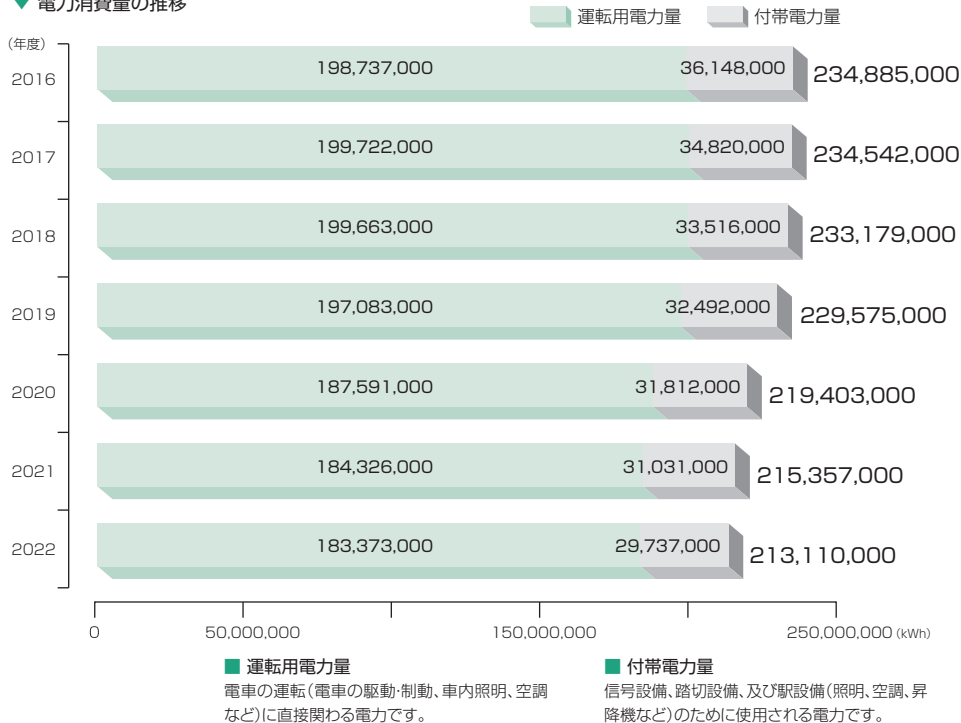 ▼ 電力消費量の推移
運転用電力量 付帯電力量
(年度)
2016 198,737,000 36,148,000 234,885,000
2017 199,722,000 34,820,000 234,542,000
2018 199,663,000 33,516,000 233,179,000
2019 197,083,000 32,492,000 229,575,000
2020 187,591,000 31,812,000 219,403,000
2021 184,326,000 31,031,000 215,357,000
2022 183,373,000 29,737,000 213,110,000
0 50,000,000 150,000,000 250,000,000 (kWh)
■ 運転用電力量
電車の運転(電車の駆動・制動、車内照明、空調
など)に直接関わる電力です。
■ 付帯電力量
信号設備、踏切設備、及び駅設備(照明、空調、昇
降機など)のために使用される電力です。